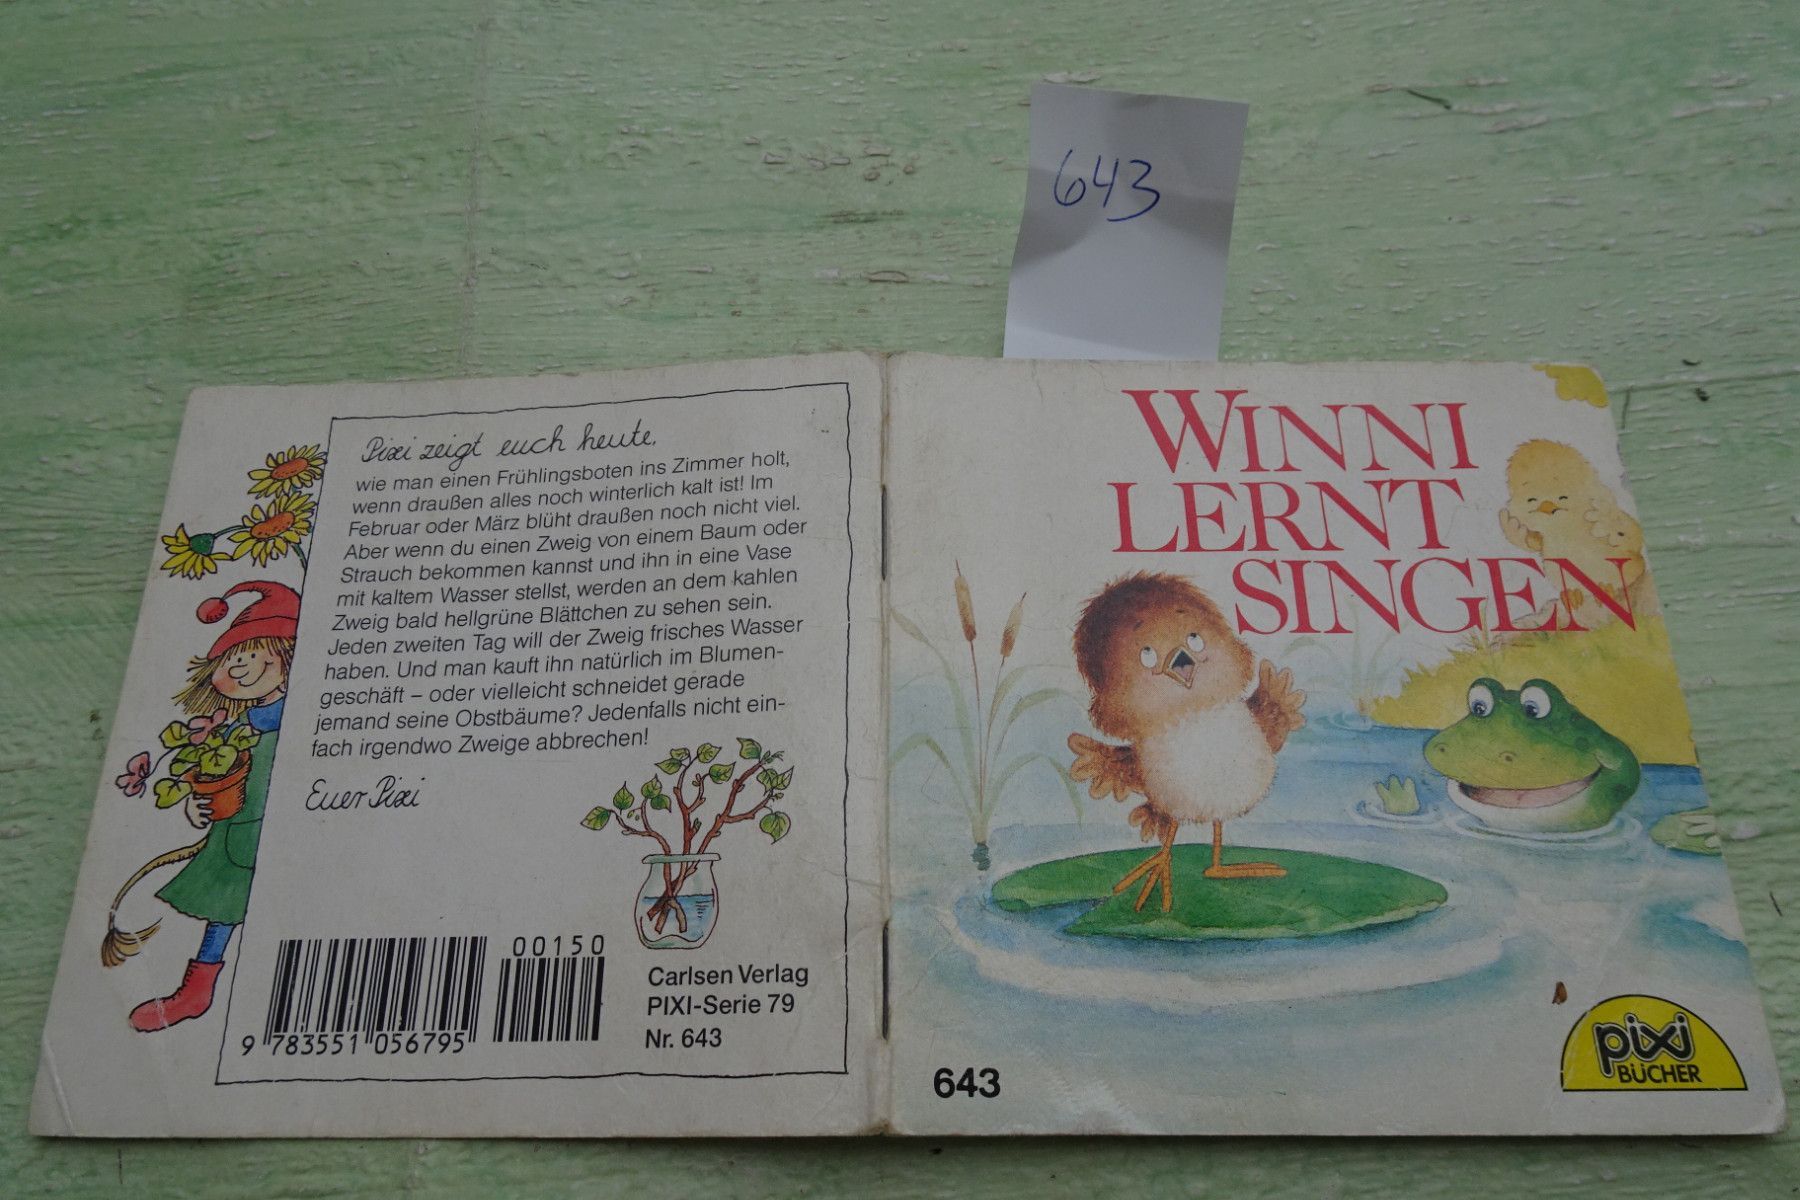 643
Pixi zeigt euch heute,
wie man einen Frühlingsboten ins Zimmer holt,
wenn draußen alles noch winterlich kalt ist! Im
Februar oder März blüht draußen noch nicht viel.
Aber wenn du einen Zweig von einem Baum oder
Strauch bekommen kannst und ihn in eine Vase
mit kaltem Wasser stellst, werden an dem kahlen
Zweig bald hellgrüne Blättchen zu sehen sein.
Jeden zweiten Tag will der Zweig frisches Wasser
haben. Und man kauft ihn natürlich im Blumen-
geschäft – oder vielleicht schneidet gerade
jemand seine Obstbäume? Jedenfalls nicht ein-
fach irgendwo Zweige abbrechen!
Euer Pixi
00150
9 783551 056795
Carlsen Verlag
PIXI-Serie 79
Nr. 643
WINNI
LERNT
SINGEN
643
pixi
BÜCHER